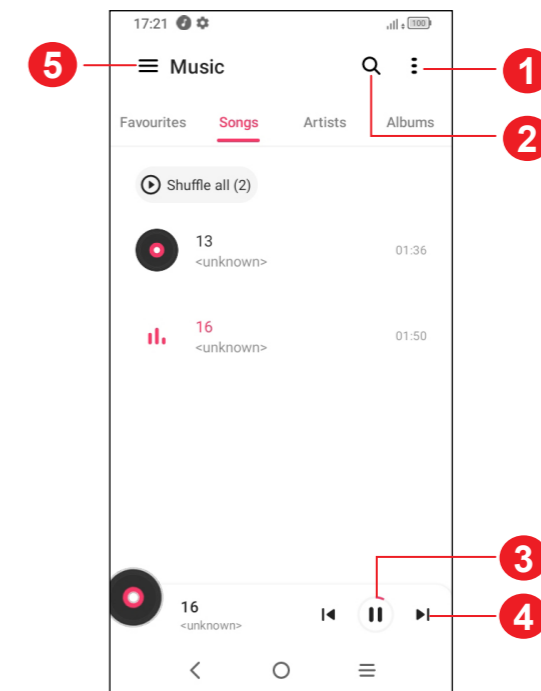 17:21 100
5 Music 1
2
Favourites Songs Artists Albums
Shuffle all (2)
13
<unknown> 01:36
16
<unknown> 01:50
3
16
<unknown> 4